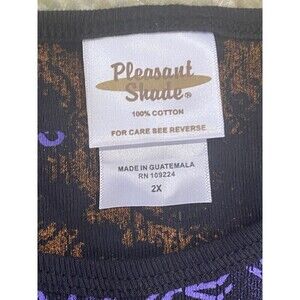 Pleasant
Shade®
100% COTTON
FOR CARE SEE REVERSE
MADE IN GUATEMALA
RN 109224
2X